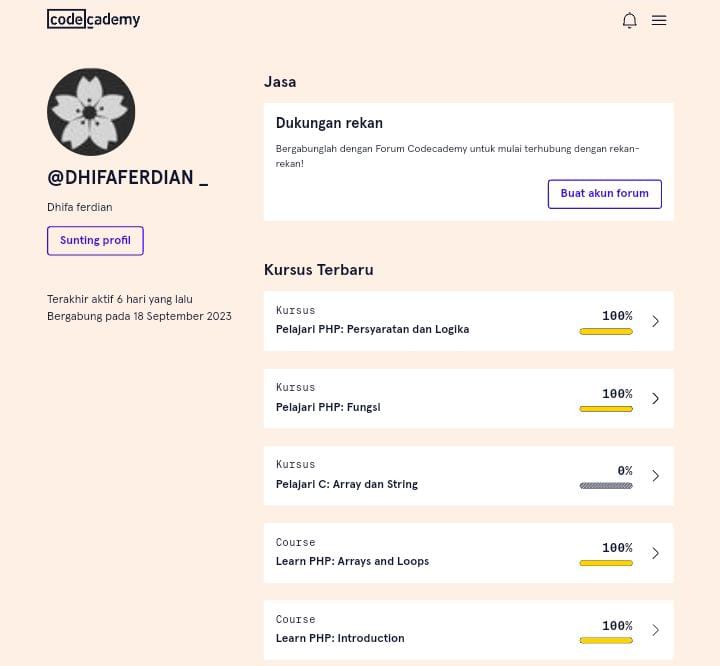 codecademy
@DHIFAFERDIAN _
Dhifa ferdian
Sunting profil
Terakhir aktif 6 hari yang lalu
Bergabung pada 18 September 2023
Jasa
Dukungan rekan
Bergabunglah dengan Forum Codecademy untuk mulai terhubung dengan rekan-
rekan!
Buat akun forum
Kursus Terbaru
Kursus
100%
Pelajari PHP: Persyaratan dan Logika
Kursus
100%
Pelajari PHP: Fungsi
Kursus
0%
Pelajari C: Array dan String
Course
100%
Learn PHP: Arrays and Loops
Course
100%
Learn PHP: Introduction